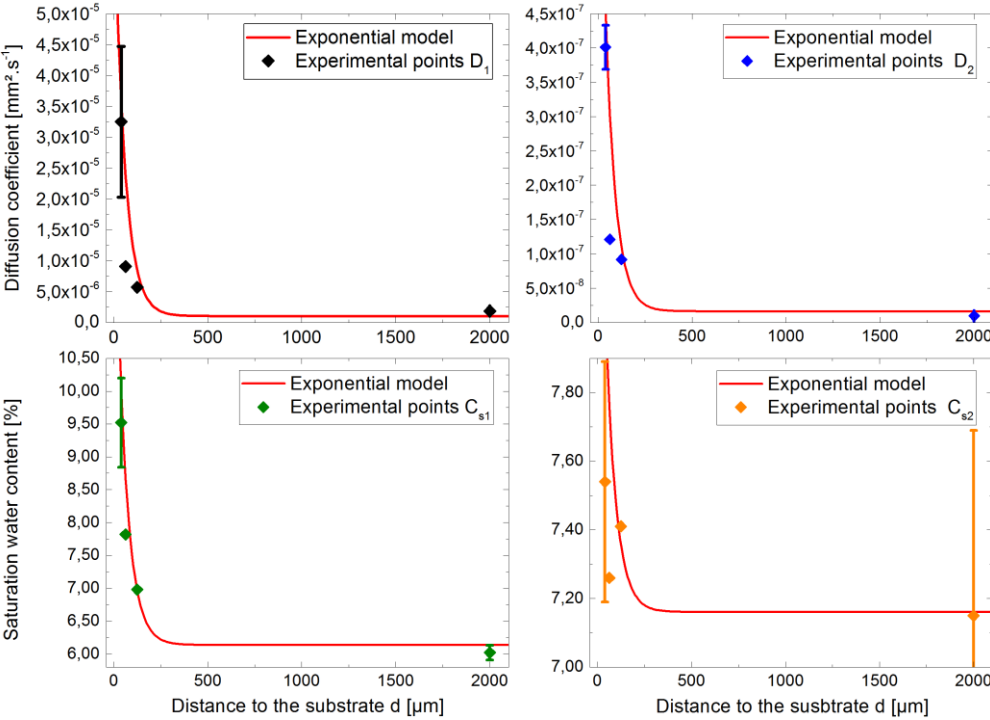 Diffusion coefficient [mm².s⁻¹]
5,0x10⁻⁵
4,5x10⁻⁵
5,0x10⁻⁵
3,5x10⁻⁵
3,0x10⁻⁵
2,5x10⁻⁵
2,0x10⁻⁵
1,5x10⁻⁵
1,0x10⁻⁵
5,0x10⁻⁶
0,0
Exponential model
Experimental points D₁
0 500 1000 1500 2000
4,5x10⁻⁷
4,0x10⁻⁷
3,5x10⁻⁷
3,0x10⁻⁷
2,5x10⁻⁷
2,0x10⁻⁷
1,5x10⁻⁷
1,0x10⁻⁷
5,0x10⁻⁸
0,0
Exponential model
Experimental points D₂
0 500 1000 1500 2000
Saturation water content [%]
10,50
10,00
9,50
9,00
8,50
8,00
7,50
7,00
6,50
6,00
Exponential model
Experimental points Cₛ₁
0 500 1000 1500 2000
Distance to the substrate d [µm]
7,80
7,60
7,40
7,20
7,00
Exponential model
Experimental points Cₛ₂
0 500 1000 1500 2000
Distance to the susbtrate d [µm]